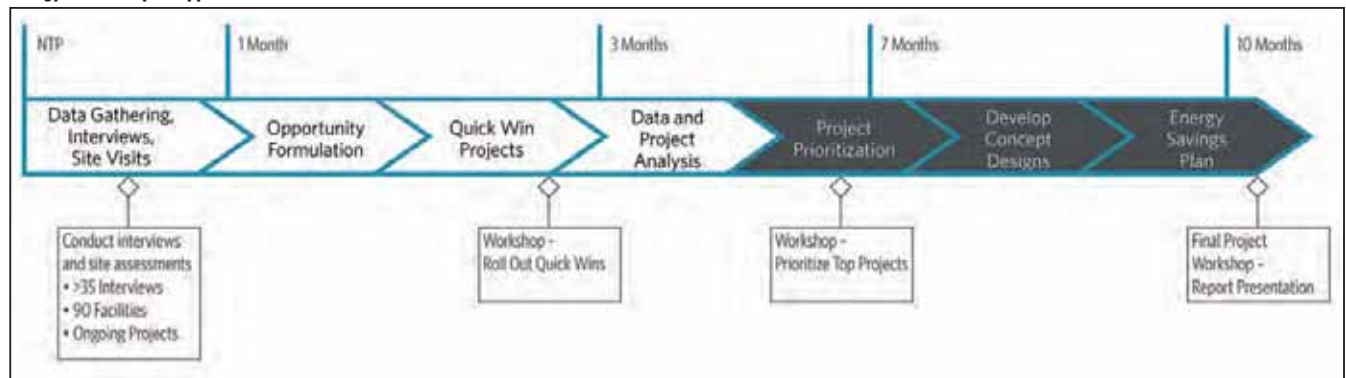 NTP
1 Month
3 Months
7 Months
10 Months
Data Gathering,
Interviews,
Site Visits
Opportunity
Formulation
Quick Win
Projects
Data and
Project
Analysis
Project
Prioritization
Develop
Concept
Designs
Energy
Savings
Plan
Conduct interviews
and site assessments
• >35 Interviews
• 90 Facilities
• Ongoing Projects
Workshop -
Roll Out Quick Wins
Workshop -
Prioritize Top Projects
Final Project
Workshop -
Report Presentation